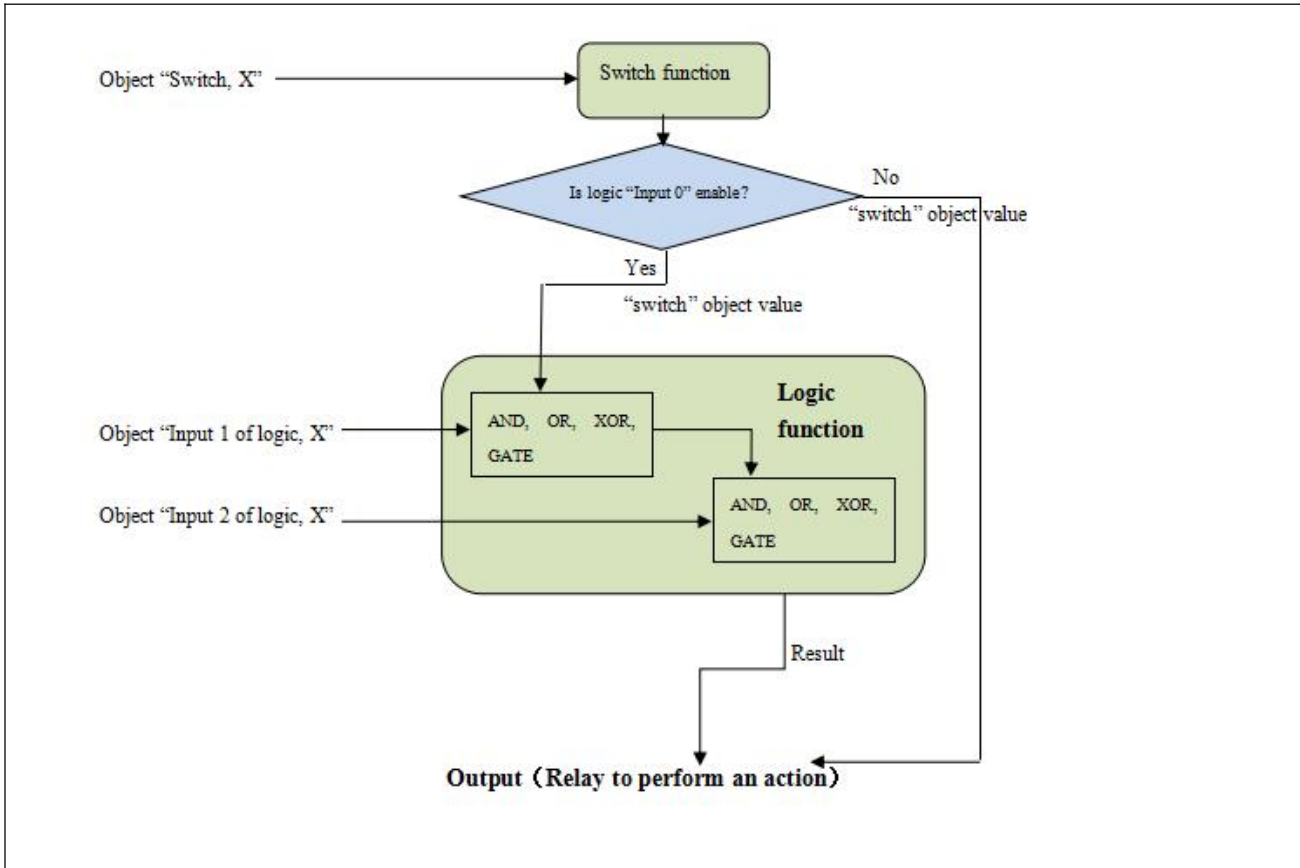 Object “Switch, X”
Switch function
Is logic “Input 0” enable?
No
“switch” object value
Yes
“switch” object value
Logic
function
Object “Input 1 of logic, X”
AND, OR, XOR,
GATE
Object “Input 2 of logic, X”
AND, OR, XOR,
GATE
Result
Output（Relay to perform an action）